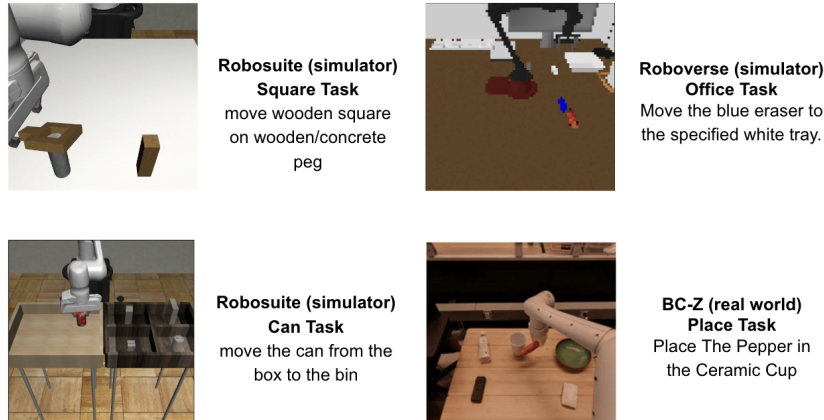 Robosuite (simulator)
Square Task
move wooden square
on wooden/concrete
peg
Roboverse (simulator)
Office Task
Move the blue eraser to
the specified white tray.
Robosuite (simulator)
Can Task
move the can from the
box to the bin
BC-Z (real world)
Place Task
Place The Pepper in
the Ceramic Cup